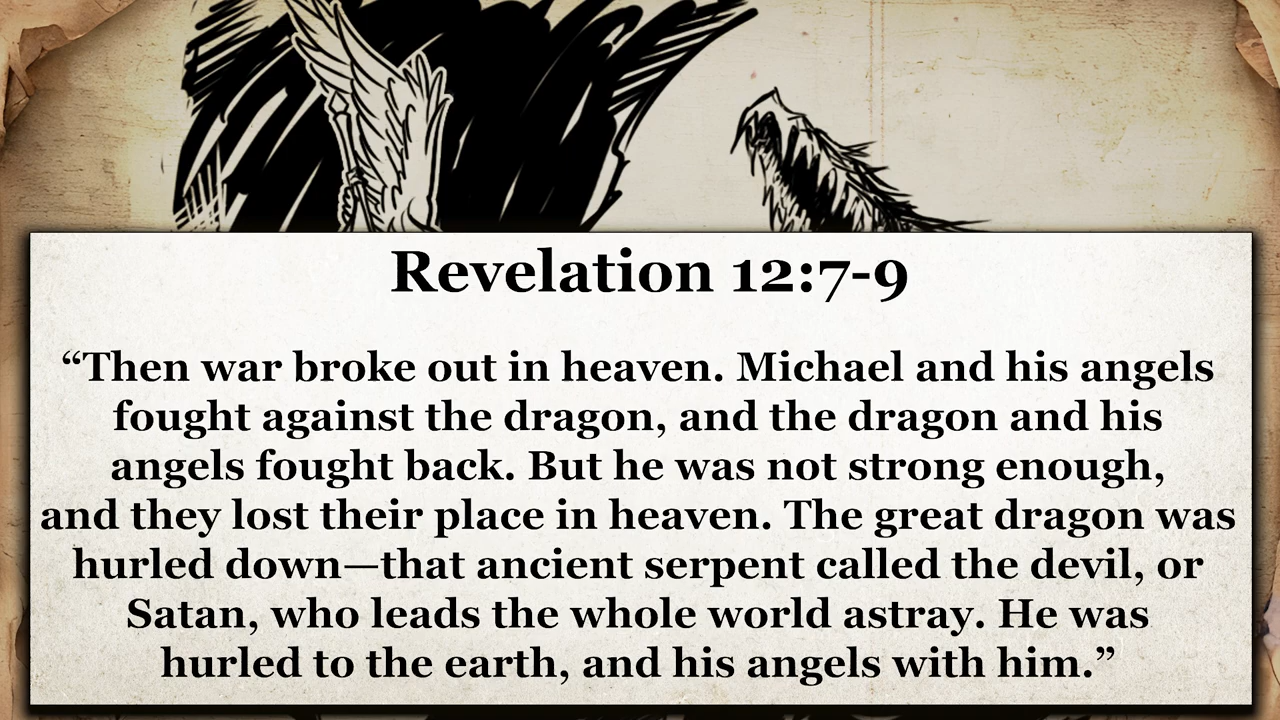 Revelation 12:7-9
“Then war broke out in heaven. Michael and his angels
fought against the dragon, and the dragon and his
angels fought back. But he was not strong enough,
and they lost their place in heaven. The great dragon was
hurled down—that ancient serpent called the devil, or
Satan, who leads the whole world astray. He was
hurled to the earth, and his angels with him.”